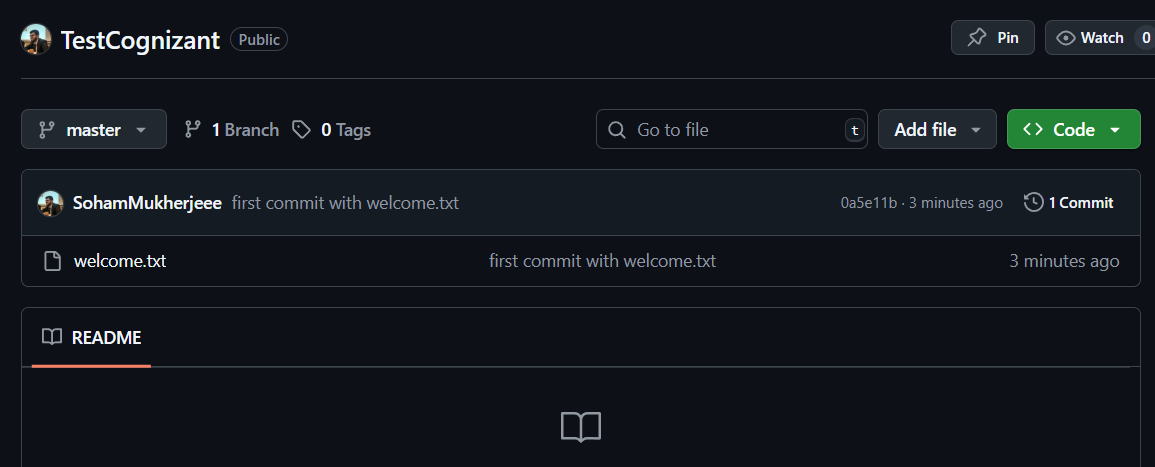 TestCognizant Public Pin Watch 0
master 1 Branch 0 Tags Go to file t Add file Code
SohamMukherjeee first commit with welcome.txt 0a5e11b · 3 minutes ago 1 Commit
welcome.txt first commit with welcome.txt 3 minutes ago
README